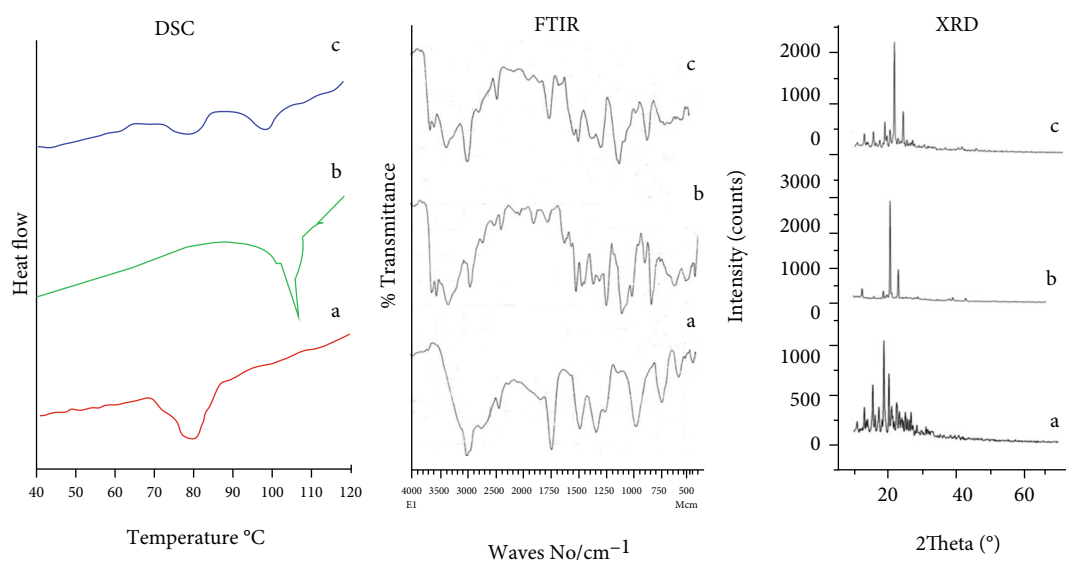 DSC
c
b
a
Heat flow
40 50 60 70 80 90 100 110 120
Temperature °C
FTIR
c
b
a
% Transmittance
4000 3500 3000 2500 2000 1750 1500 1250 1000 750 500
E1 Mcm
Waves No/cm−1
XRD
2000
1000
0
c
3000
2000
1000
0
b
1000
500
0
a
Intensity (counts)
20 40 60
2Theta (°)